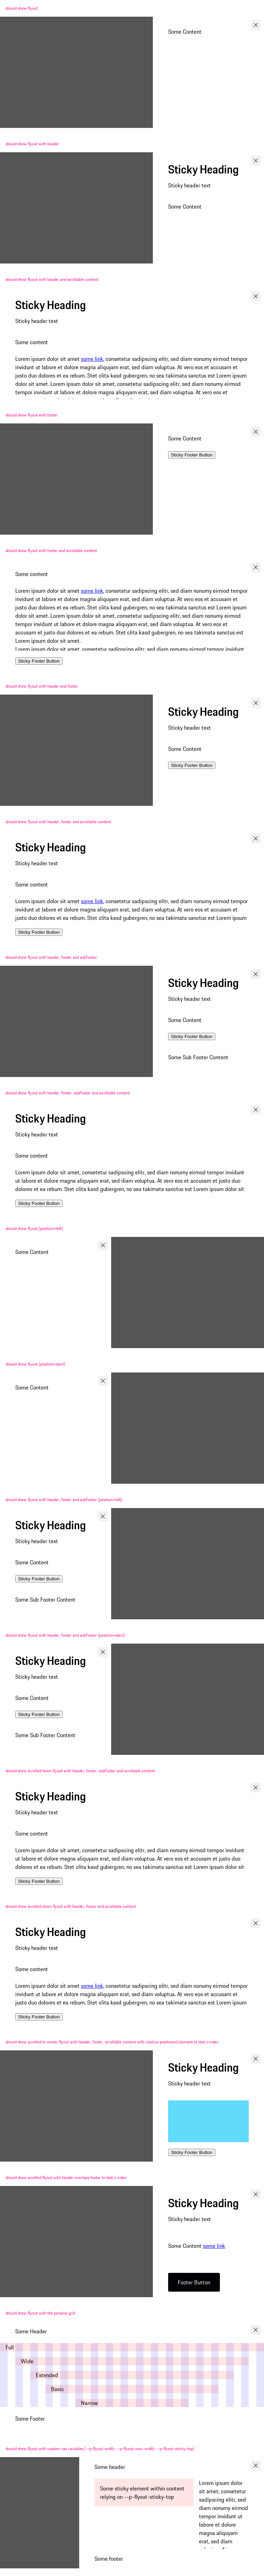 should show flyout
Some Content
should show flyout with header
Sticky Heading
Sticky header text
Some Content
should show flyout with header and scrollable content
Sticky Heading
Sticky header text
Some content
Lorem ipsum dolor sit amet some link, consetetur sadipscing elitr, sed diam nonumy eirmod tempor
invidunt ut labore et dolore magna aliquyam erat, sed diam voluptua. At vero eos et accusam et
justo duo dolores et ea rebum. Stet clita kasd gubergren, no sea takimata sanctus est Lorem
ipsum dolor sit amet. Lorem ipsum dolor sit amet, consetetur sadipscing elitr, sed diam nonumy
eirmod tempor invidunt ut labore et dolore magna aliquyam erat, sed diam voluptua. At vero eos
should show flyout with footer
Some Content
Sticky Footer Button
should show flyout with footer and scrollable content
Some content
Lorem ipsum dolor sit amet some link, consetetur sadipscing elitr, sed diam nonumy eirmod tempor
invidunt ut labore et dolore magna aliquyam erat, sed diam voluptua. At vero eos et accusam et
justo duo dolores et ea rebum. Stet clita kasd gubergren, no sea takimata sanctus est Lorem
ipsum dolor sit amet. Lorem ipsum dolor sit amet, consetetur sadipscing elitr, sed diam nonumy
eirmod tempor invidunt ut labore et dolore magna aliquyam erat, sed diam voluptua. At vero eos et
accusam et justo duo dolores et ea rebum. Stet clita kasd gubergren, no sea takimata sanctus est
Lorem ipsum dolor sit amet.
Lorem ipsum dolor sit amet, consetetur sadipscing elitr, sed diam nonumy eirmod tempor invidunt
Sticky Footer Button
should show flyout with header and footer
Sticky Heading
Sticky header text
Some Content
Sticky Footer Button
should show flyout with header, footer and scrollable content
Sticky Heading
Sticky header text
Some content
Lorem ipsum dolor sit amet some link, consetetur sadipscing elitr, sed diam nonumy eirmod tempor
invidunt ut labore et dolore magna aliquyam erat, sed diam voluptua. At vero eos et accusam et
justo duo dolores et ea rebum. Stet clita kasd gubergren, no sea takimata sanctus est Lorem ipsum
Sticky Footer Button
should show flyout with header, footer and subFooter
Sticky Heading
Sticky header text
Some Content
Sticky Footer Button
Some Sub Footer Content
should show flyout with header, footer, subFooter and scrollable content
Sticky Heading
Sticky header text
Some content
Lorem ipsum dolor sit amet, consetetur sadipscing elitr, sed diam nonumy eirmod tempor invidunt
ut labore et dolore magna aliquyam erat, sed diam voluptua. At vero eos et accusam et justo duo
dolores et ea rebum. Stet clita kasd gubergren, no sea takimata sanctus est Lorem ipsum dolor sit
Sticky Footer Button
should show flyout (position=left)
Some Content
should show flyout (position=start)
Some Content
should show flyout with header, footer and subFooter (position=left)
Sticky Heading
Sticky header text
Some Content
Sticky Footer Button
Some Sub Footer Content
should show flyout with header, footer and subFooter (position=start)
Sticky Heading
Sticky header text
Some Content
Sticky Footer Button
Some Sub Footer Content
should show scrolled down flyout with header, footer, subFooter and scrollable content
Sticky Heading
Sticky header text
Some content
Lorem ipsum dolor sit amet, consetetur sadipscing elitr, sed diam nonumy eirmod tempor invidunt
ut labore et dolore magna aliquyam erat, sed diam voluptua. At vero eos et accusam et justo duo
dolores et ea rebum. Stet clita kasd gubergren, no sea takimata sanctus est Lorem ipsum dolor sit
Sticky Footer Button
should show scrolled down flyout with header, footer and scrollable content
Sticky Heading
Sticky header text
Some content
Lorem ipsum dolor sit amet some link, consetetur sadipscing elitr, sed diam nonumy eirmod tempor
invidunt ut labore et dolore magna aliquyam erat, sed diam voluptua. At vero eos et accusam et
justo duo dolores et ea rebum. Stet clita kasd gubergren, no sea takimata sanctus est Lorem ipsum
Sticky Footer Button
should show scrolled to center flyout with header, footer, scrollable content with relative positioned element to test z-index
Sticky Heading
Sticky header text
Sticky Footer Button
should show scrolled flyout until header overlaps footer to test z-index
Sticky Heading
Sticky header text
Some Content some link
Footer Button
should show flyout with the porsche grid
Some Header
Full
Wide
Extended
Basic
Narrow
Some Footer
should show flyout with custom css variables (--p-flyout-width, --p-flyout-max-width, --p-flyout-sticky-top)
Some header
Some sticky element within content
relying on --p-flyout-sticky-top
Lorem ipsum dolor
sit amet, consetetur
sadipscing elitr, sed
diam nonumy eirmod
tempor invidunt ut
labore et dolore
magna aliquyam
erat, sed diam
Some footer